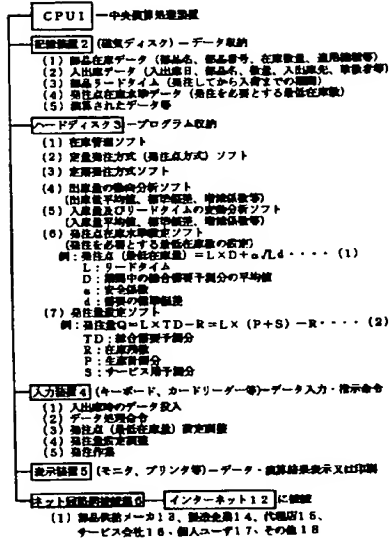 CPU1 — 中央演算処理装置
記憶装置2 (磁気ディスク) — データ収納
(1) 部品在庫データ (部品名、部品番号、在庫数量、適用機種等)
(2) 入出庫データ (入出庫日、部品名、数量、入出庫先、
(3) 部品リードタイム (発注してから入荷までの期間)
(4) 発注点在庫水準データ (発注を必要とする最低在庫数)
(5) 演算されたデータ等
ハードディスク3 — プログラム収納
(1) 在庫管理ソフト
(2) 定量発注方式 (発注点方式) ソフト
(3) 定期発注方式ソフト
(4) 出庫量の動向分析ソフト
(出庫量平均値、標準偏差、増減係数等)
(5) 入庫量及びリードタイムの変動分析ソフト
(入庫量平均値、標準偏差、増減係数等)
(6) 発注点在庫水準設定ソフト
(発注を必要とする最低在庫数の設定)
例:発注点 (最低在庫量) =L×D+α√Ld ・・・・ (1)
L:リードタイム
D:期間中の総合需要予測分の平均値
α:安全係数
d:需要の標準偏差
(7) 発注量設定ソフト
例:発注量Q=L×TD-R=L× (P+S) -R・・・・ (2)
TD:総合需要予測分
R:在庫残数
P:生産計画分
S:サービス用予測分
入力装置4 (キーボード、カードリーダー等) — データ入力・指示命令
(1) 入出庫時のデータ投入
(2) データ処理命令
(3) 発注点 (最低在庫量) 設定調整
(4) 発注量設定調整
(5) 発注作業
表示装置5 (モニタ、プリンタ等) — データ・演算結果表示又は印刷
ネット回線接続装置6 — インターネット12 に接続
(1) 部品供給メーカ13、製造企業14、代理店15、
サービス会社16、個人ユーザ17、その他18